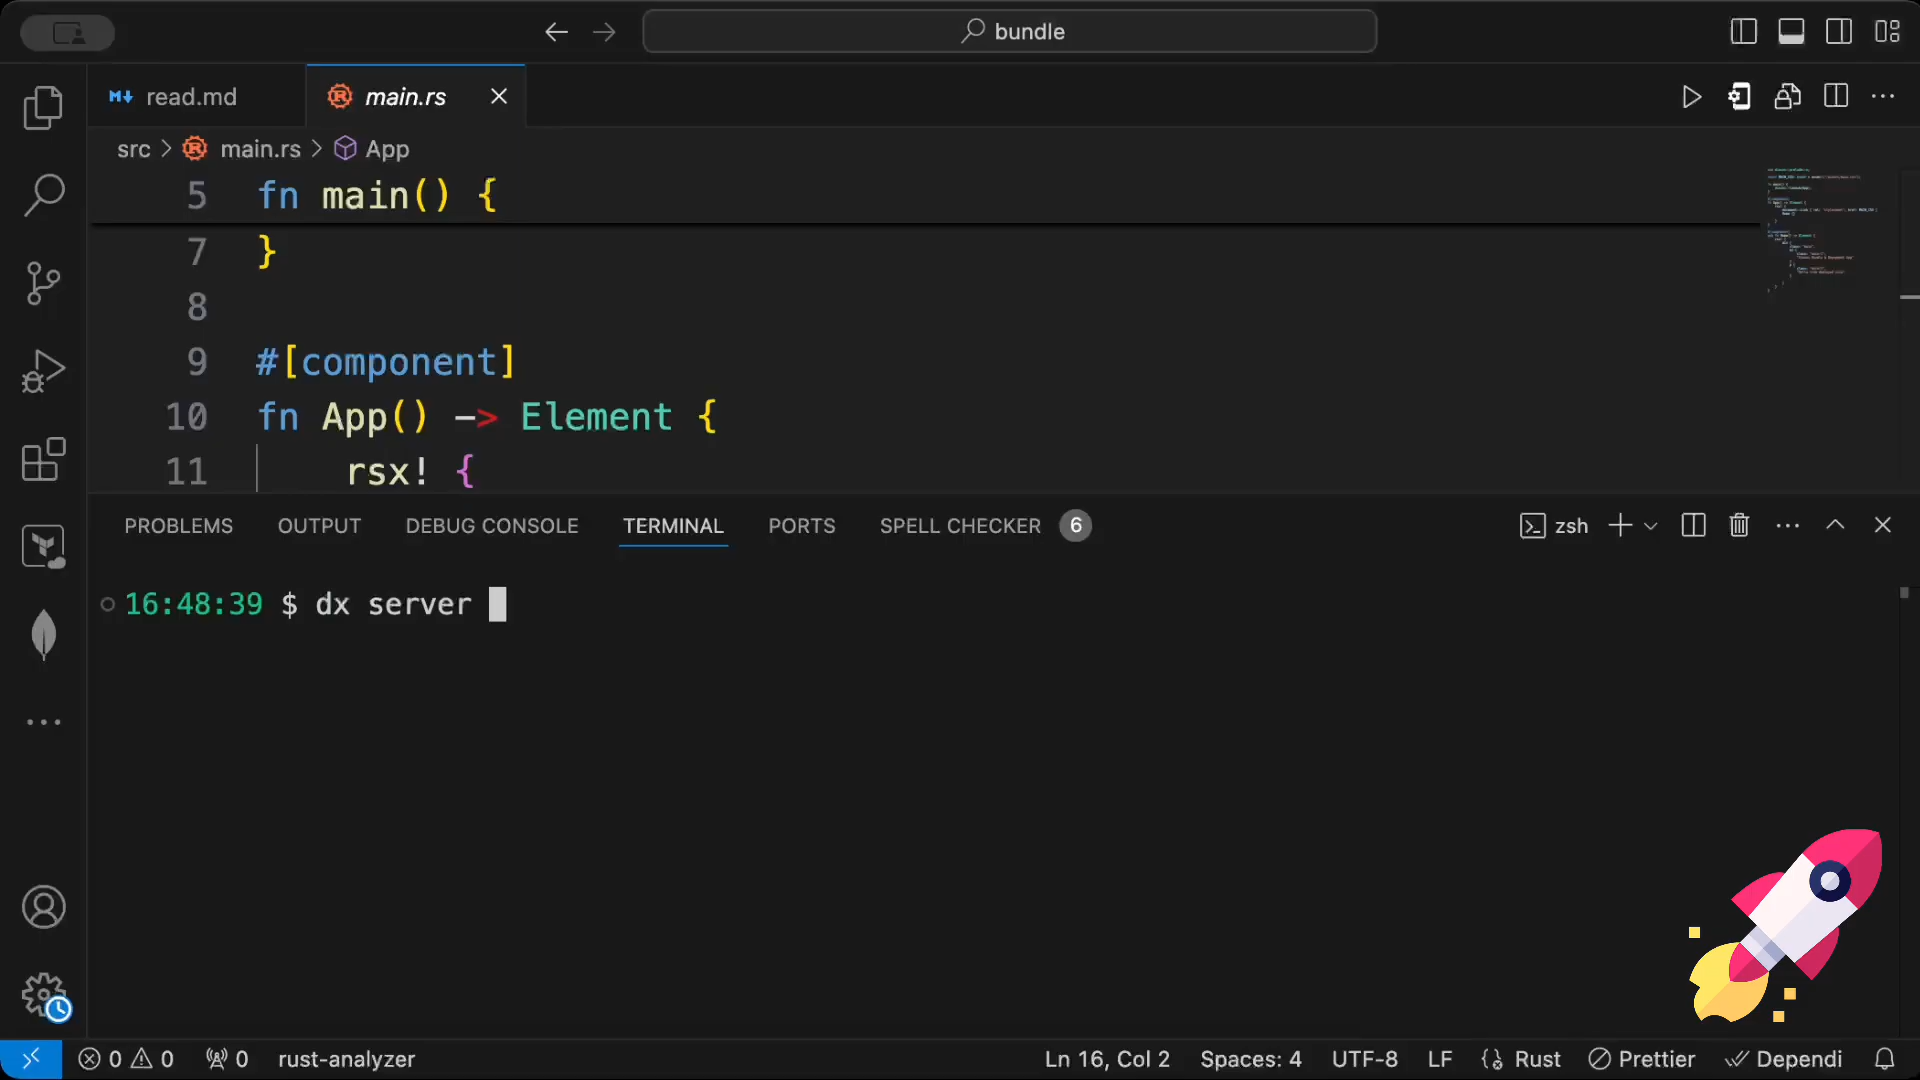 bundle
read.md
main.rs
src > main.rs > App
5 fn main() {
7 }
8
9 #[component]
10 fn App() -> Element {
11 rsx! {
PROBLEMS OUTPUT DEBUG CONSOLE TERMINAL PORTS SPELL CHECKER 6
zsh
16:48:39 $ dx server
0 0 0 rust-analyzer Ln 16, Col 2 Spaces: 4 UTF-8 LF Rust Prettier Dependi